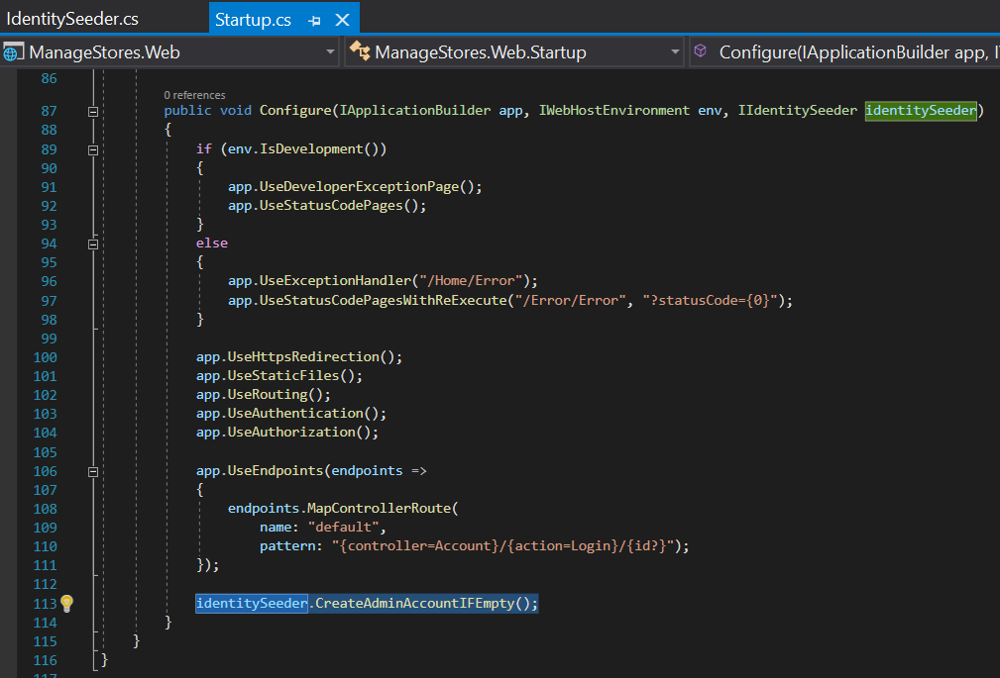 IdentitySeeder.cs Startup.cs
ManageStores.Web ManageStores.Web.Startup Configure(IApplicationBuilder app, I
86
0 references
87 public void Configure(IApplicationBuilder app, IWebHostEnvironment env, IIdentitySeeder identitySeeder)
88 {
89 if (env.IsDevelopment())
90 {
91 app.UseDeveloperExceptionPage();
92 app.UseStatusCodePages();
93 }
94 else
95 {
96 app.UseExceptionHandler("/Home/Error");
97 app.UseStatusCodePagesWithReExecute("/Error/Error", "?statusCode={0}");
98 }
99
100 app.UseHttpsRedirection();
101 app.UseStaticFiles();
102 app.UseRouting();
103 app.UseAuthentication();
104 app.UseAuthorization();
105
106 app.UseEndpoints(endpoints =>
107 {
108 endpoints.MapControllerRoute(
109 name: "default",
110 pattern: "{controller=Account}/{action=Login}/{id?}");
111 });
112
113 identitySeeder.CreateAdminAccountIFEmpty();
114 }
115 }
116 }
117